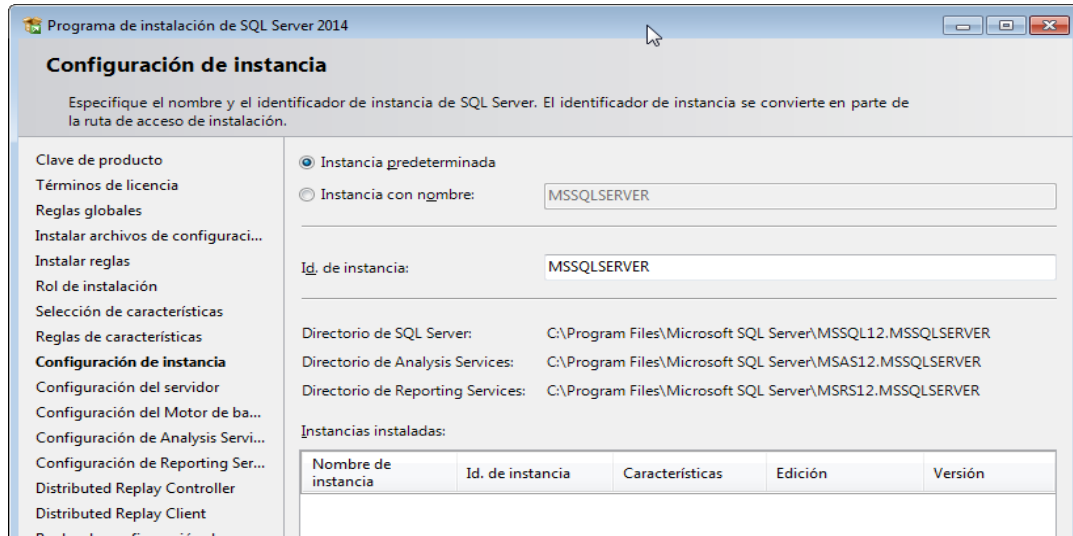 Programa de instalación de SQL Server 2014
Configuración de instancia
Especifique el nombre y el identificador de instancia de SQL Server. El identificador de instancia se convierte en parte de
la ruta de acceso de instalación.
Clave de producto
Términos de licencia
Reglas globales
Instalar archivos de configuraci...
Instalar reglas
Rol de instalación
Selección de características
Reglas de características
Configuración de instancia
Configuración del servidor
Configuración del Motor de ba...
Configuración de Analysis Servi...
Configuración de Reporting Ser...
Distributed Replay Controller
Distributed Replay Client
Instancia predeterminada
Instancia con nombre: MSSQLSERVER
Id. de instancia: MSSQLSERVER
Directorio de SQL Server: C:\Program Files\Microsoft SQL Server\MSSQL12.MSSQLSERVER
Directorio de Analysis Services: C:\Program Files\Microsoft SQL Server\MSAS12.MSSQLSERVER
Directorio de Reporting Services: C:\Program Files\Microsoft SQL Server\MSRS12.MSSQLSERVER
Instancias instaladas:
Nombre de
instancia
Id. de instancia
Características
Edición
Versión